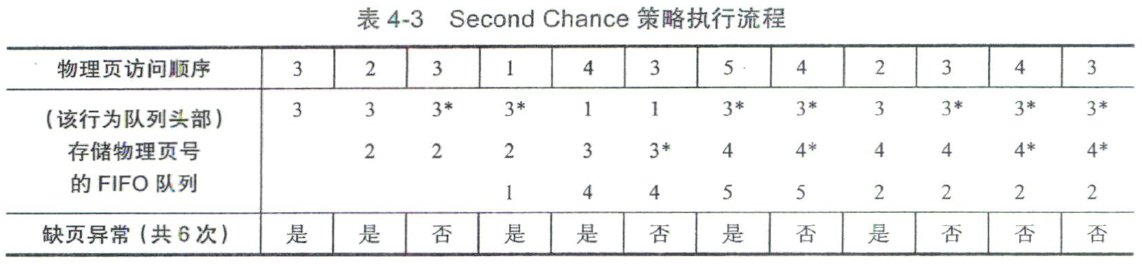 表 4-3 Second Chance 策略执行流程
物理页访问顺序 3 2 3 1 4 3 5 4 2 3 4 3
(该行为队列头部) 3 3 3* 3* 1 1 3* 3* 3 3* 3* 3*
存储物理页号 2 2 2 3 3* 4 4* 4 4 4* 4*
的 FIFO 队列 1 4 4 5 5 2 2 2 2
缺页异常(共 6 次) 是 是 否 是 是 否 是 否 是 否 否 否